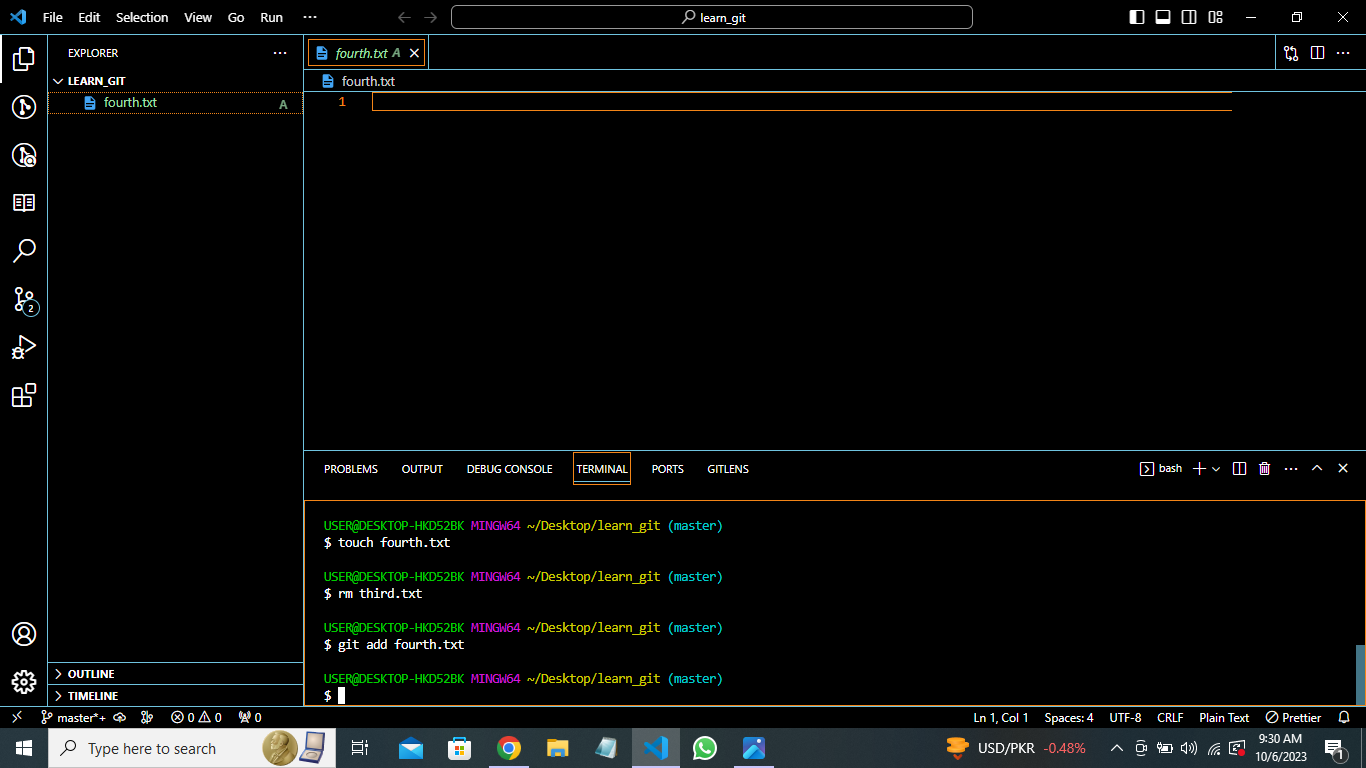 File Edit Selection View Go Run ···
learn_git
EXPLORER ···
LEARN_GIT
fourth.txt A
fourth.txt A
fourth.txt
1
2
OUTLINE
TIMELINE
PROBLEMS OUTPUT DEBUG CONSOLE TERMINAL PORTS GITLENS
bash
USER@DESKTOP-HKD52BK MINGW64 ~/Desktop/learn_git (master)
$ touch fourth.txt
USER@DESKTOP-HKD52BK MINGW64 ~/Desktop/learn_git (master)
$ rm third.txt
USER@DESKTOP-HKD52BK MINGW64 ~/Desktop/learn_git (master)
$ git add fourth.txt
USER@DESKTOP-HKD52BK MINGW64 ~/Desktop/learn_git (master)
$
master*+ 0 0 0 Ln 1, Col 1 Spaces: 4 UTF-8 CRLF Plain Text Prettier
Type here to search USD/PKR -0.48% 9:30 AM
10/6/2023 1